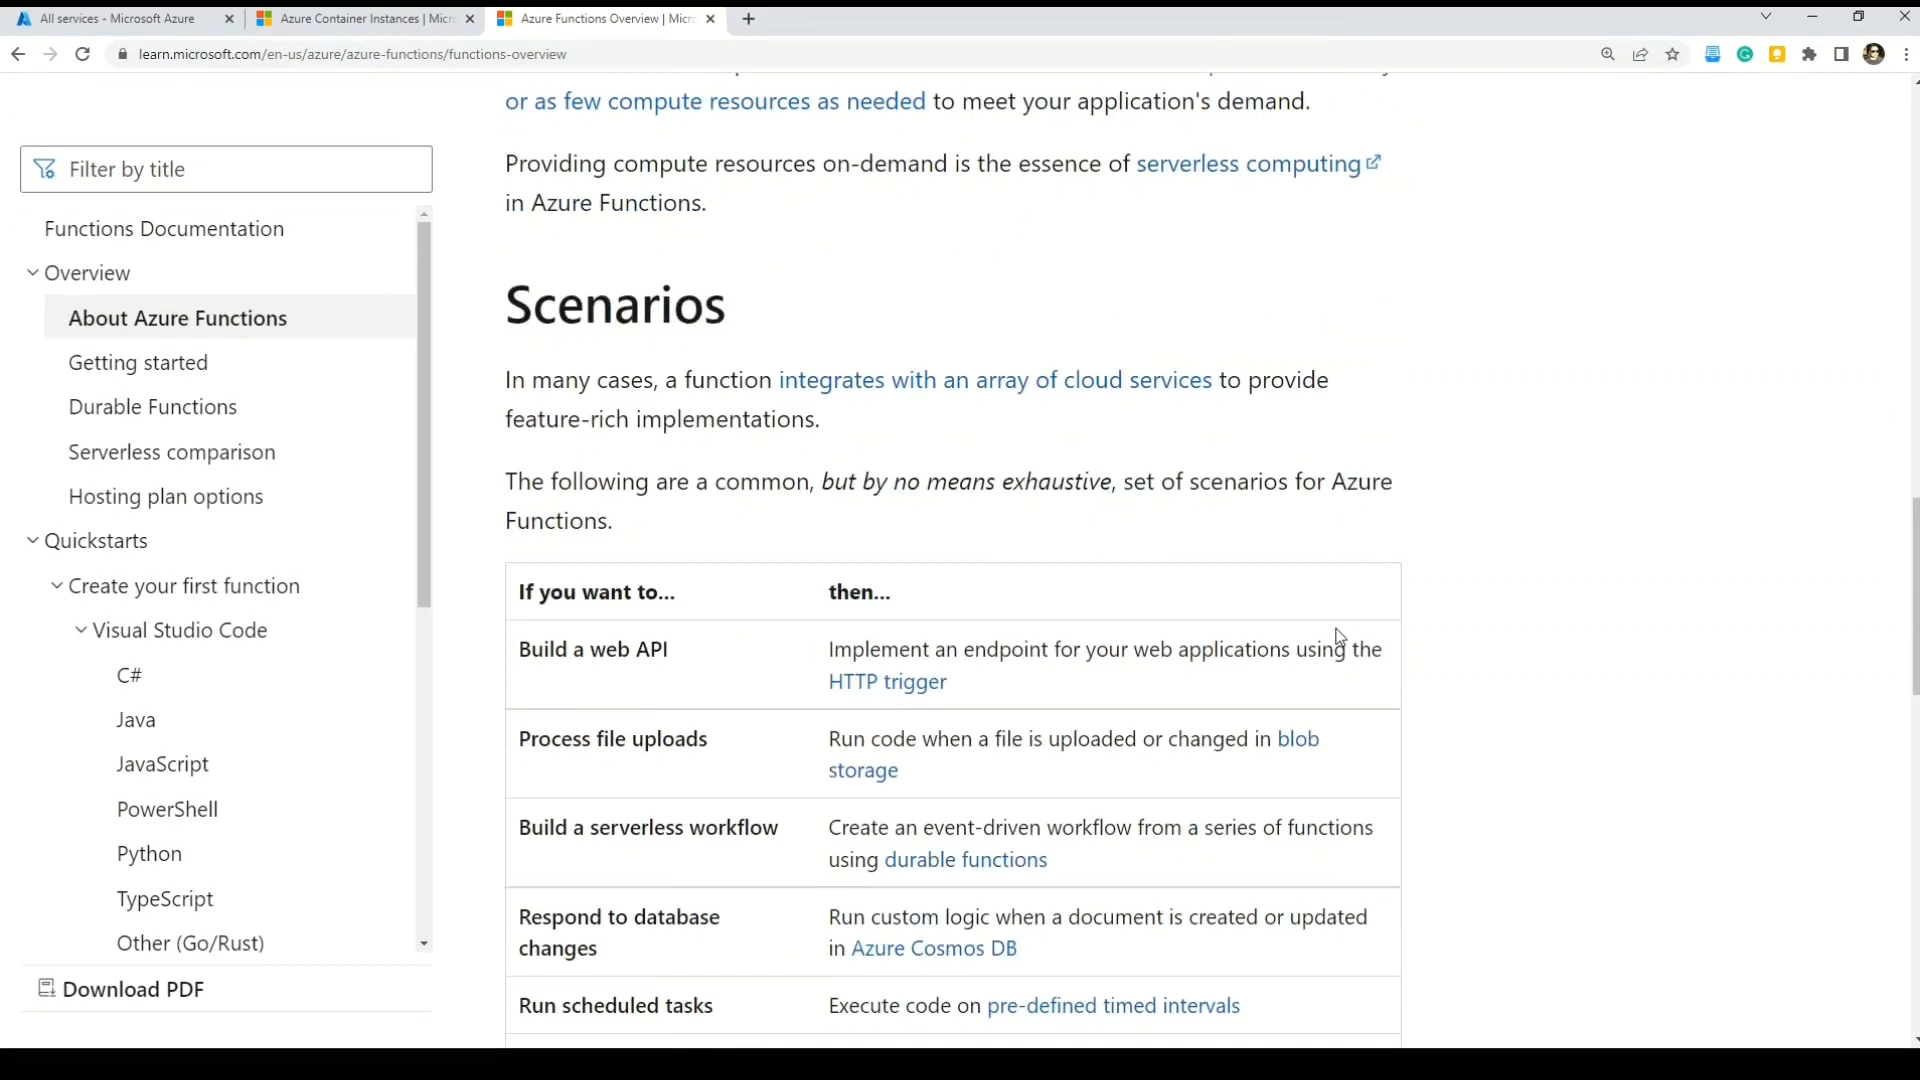 All services - Microsoft Azure
Azure Container Instances | Micr
Azure Functions Overview | Micr
learn.microsoft.com/en-us/azure/azure-functions/functions-overview
Filter by title
Functions Documentation
Overview
About Azure Functions
Getting started
Durable Functions
Serverless comparison
Hosting plan options
Quickstarts
Create your first function
Visual Studio Code
C#
Java
JavaScript
PowerShell
Python
TypeScript
Other (Go/Rust)
Download PDF
or as few compute resources as needed to meet your application's demand.
Providing compute resources on-demand is the essence of serverless computing
in Azure Functions.
Scenarios
In many cases, a function integrates with an array of cloud services to provide
feature-rich implementations.
The following are a common, but by no means exhaustive, set of scenarios for Azure
Functions.
If you want to... then...
Build a web API Implement an endpoint for your web applications using the
HTTP trigger
Process file uploads Run code when a file is uploaded or changed in blob
storage
Build a serverless workflow Create an event-driven workflow from a series of functions
using durable functions
Respond to database Run custom logic when a document is created or updated
changes in Azure Cosmos DB
Run scheduled tasks Execute code on pre-defined timed intervals